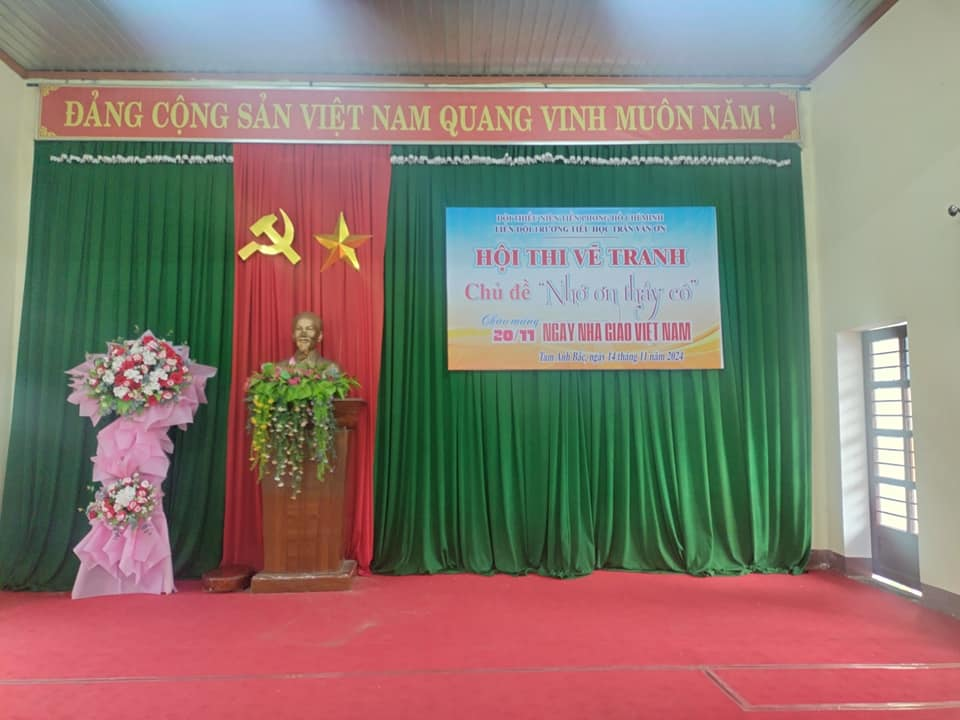 ĐẢNG CỘNG SẢN VIỆT NAM QUANG VINH MUÔN NĂM !
ĐỘI THIẾU NIÊN TIỀN PHONG HỒ CHÍ MINH
LIÊN ĐỘI TRƯỜNG TIỂU HỌC TRẦN VĂN ƠN
HỘI THI VẼ TRANH
Chủ đề "Nhớ ơn thầy cô"
Chào mừng
20/11 NGÀY NHÀ GIÁO VIỆT NAM
Tam Anh Bắc, ngày 14 tháng 11 năm 2024